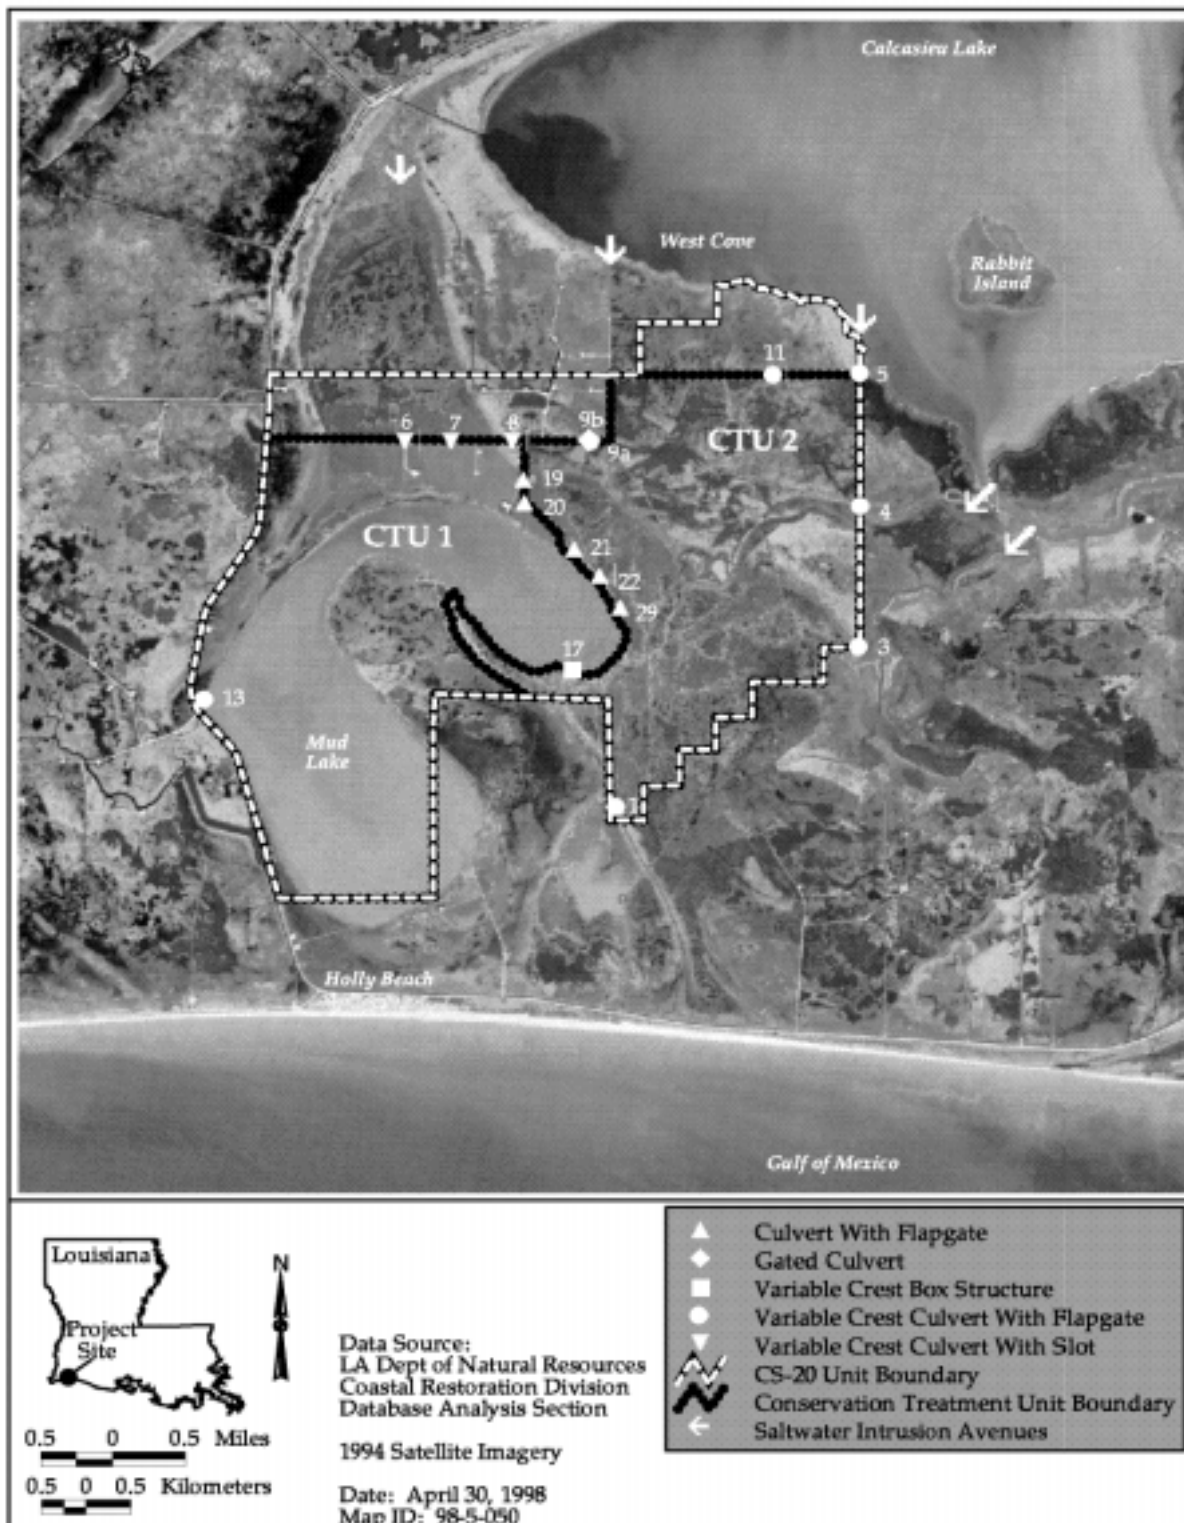 Calcasieu Lake
West Cove
Rabbit
Island
11
5
6
7
8
9b
9a
CTU 2
19
20
4
CTU 1
21
22
29
17
3
13
Mud
Lake
1
Holly Beach
Gulf of Mexico
Louisiana
Project
Site
N
S
0.5 0 0.5 Miles
0.5 0 0.5 Kilometers
Data Source:
LA Dept of Natural Resources
Coastal Restoration Division
Database Analysis Section
1994 Satellite Imagery
Date: April 30, 1998
Map ID: 98-5-050
Culvert With Flapgate
Gated Culvert
Variable Crest Box Structure
Variable Crest Culvert With Flapgate
Variable Crest Culvert With Slot
CS-20 Unit Boundary
Conservation Treatment Unit Boundary
Saltwater Intrusion Avenues